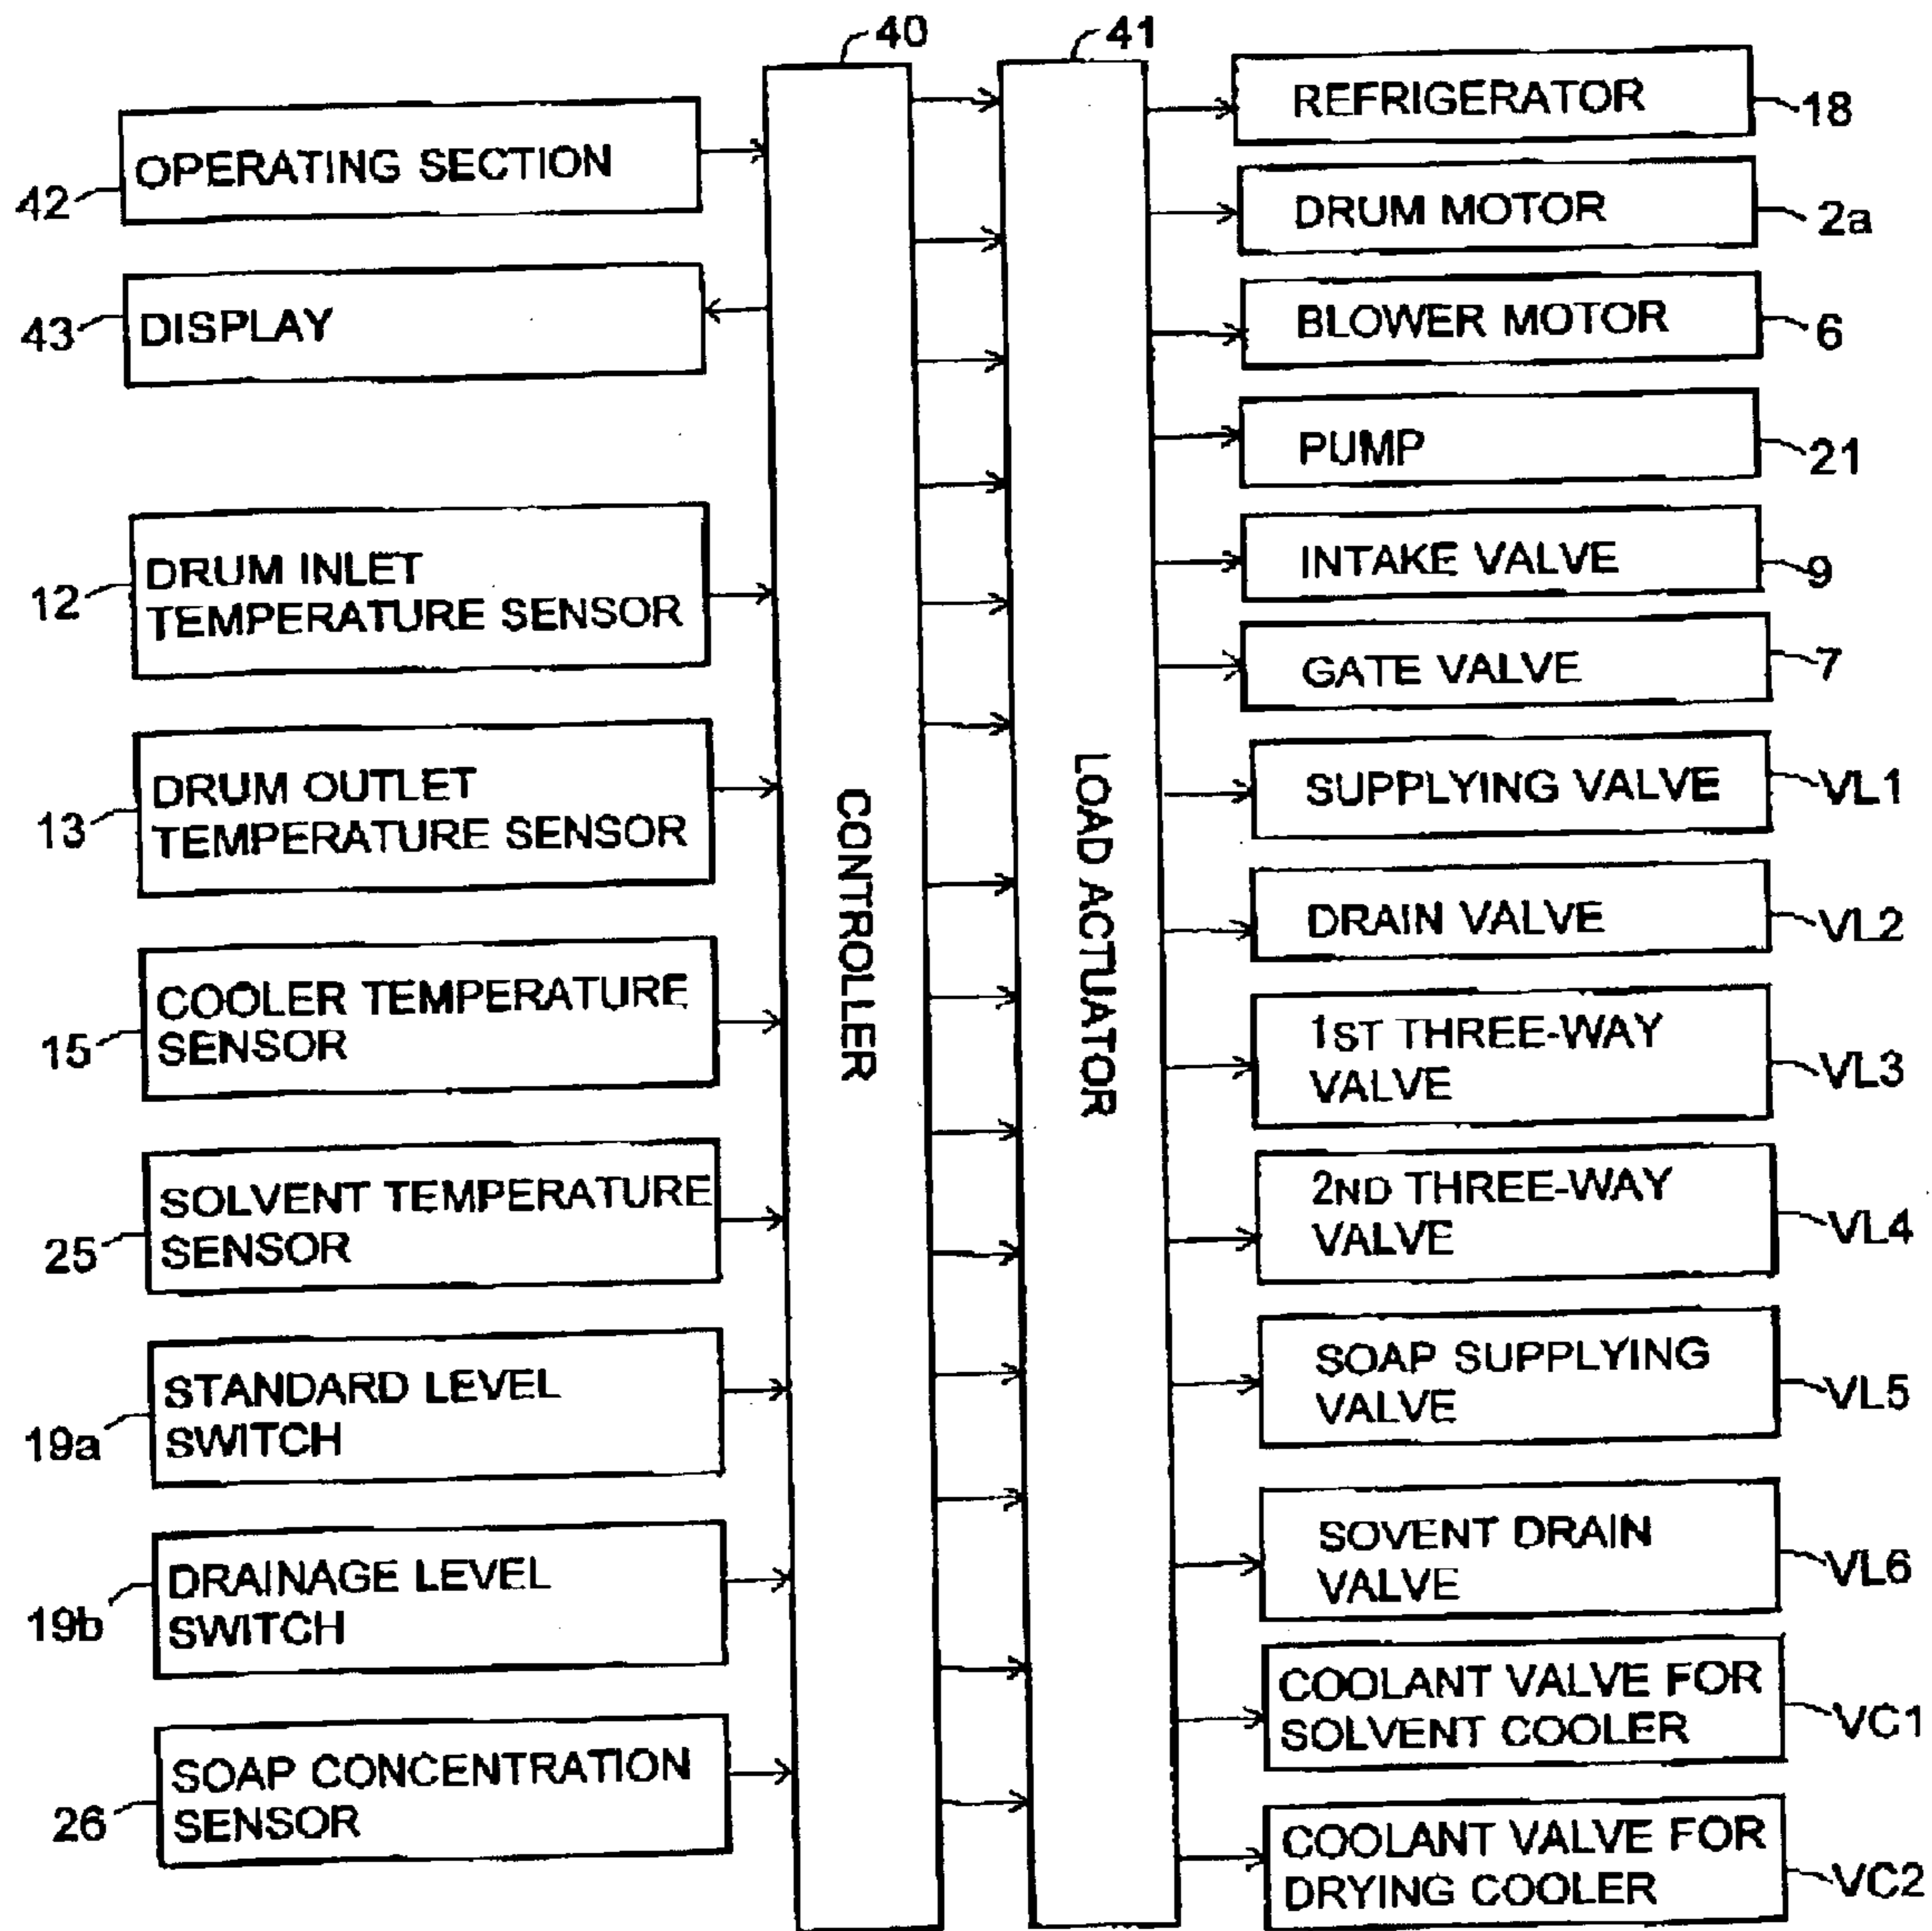 40
41
OPERATING SECTION
42
DISPLAY
43
DRUM INLET
TEMPERATURE SENSOR
12
DRUM OUTLET
TEMPERATURE SENSOR
13
COOLER TEMPERATURE
SENSOR
15
SOLVENT TEMPERATURE
SENSOR
25
STANDARD LEVEL
SWITCH
19a
DRAINAGE LEVEL
SWITCH
19b
SOAP CONCENTRATION
SENSOR
26
CONTROLLER
LOAD ACTUATOR
REFRIGERATOR
18
DRUM MOTOR
2a
BLOWER MOTOR
6
PUMP
21
INTAKE VALVE
9
GATE VALVE
7
SUPPLYING VALVE
VL1
DRAIN VALVE
VL2
1ST THREE-WAY
VALVE
VL3
2ND THREE-WAY
VALVE
VL4
SOAP SUPPLYING
VALVE
VL5
SOVENT DRAIN
VALVE
VL6
COOLANT VALVE FOR
SOLVENT COOLER
VC1
COOLANT VALVE FOR
DRYING COOLER
VC2